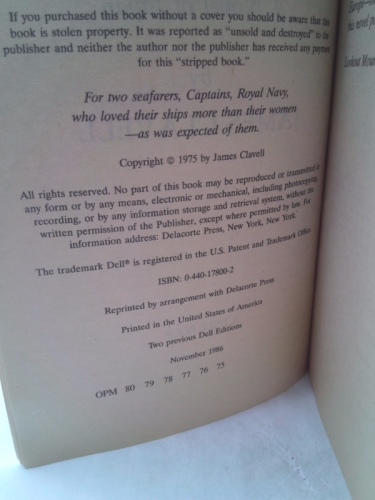 If you purchased this book without a cover you should be aware that this
book is stolen property. It was reported as "unsold and destroyed" to the
publisher and neither the author nor the publisher has received any payment
for this "stripped book."
For two seafarers, Captains, Royal Navy,
who loved their ships more than their women
—as was expected of them.
Copyright © 1975 by James Clavell
All rights reserved. No part of this book may be reproduced or transmitted in
any form or by any means, electronic or mechanical, including photocopying,
recording, or by any information storage and retrieval system, without the
written permission of the Publisher, except where permitted by law. For
information address: Delacorte Press, New York, New York.
The trademark Dell® is registered in the U.S. Patent and Trademark Office.
ISBN: 0-440-17800-2
Reprinted by arrangement with Delacorte Press
Printed in the United States of America
Two previous Dell Editions
November 1986
OPM 80 79 78 77 76 75
Europe—
this novel
Lookout Moun